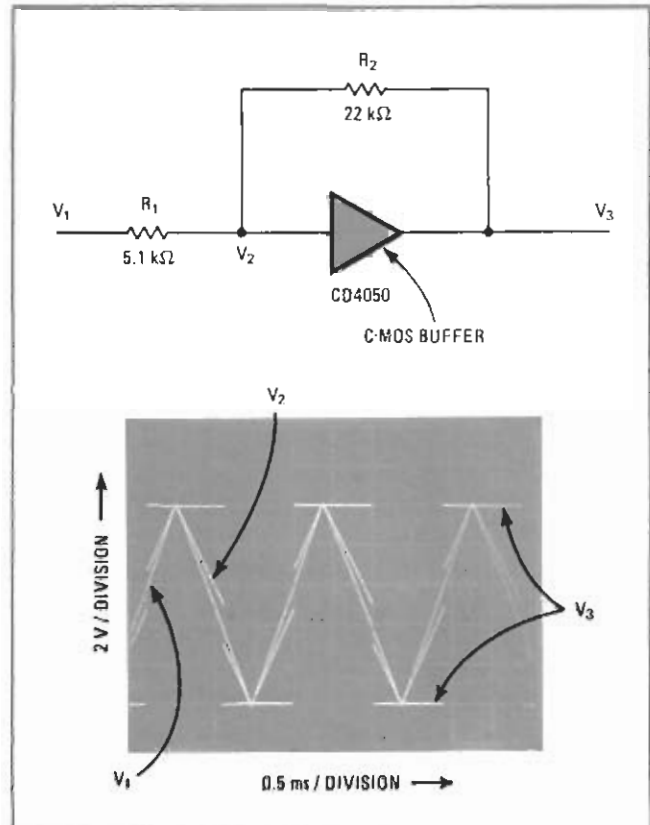 R2
22 kΩ
V1
R1
5.1 kΩ
V2
V3
CD4050
C-MOS BUFFER
V2
2 V / DIVISION
V3
V1
0.5 ms / DIVISION